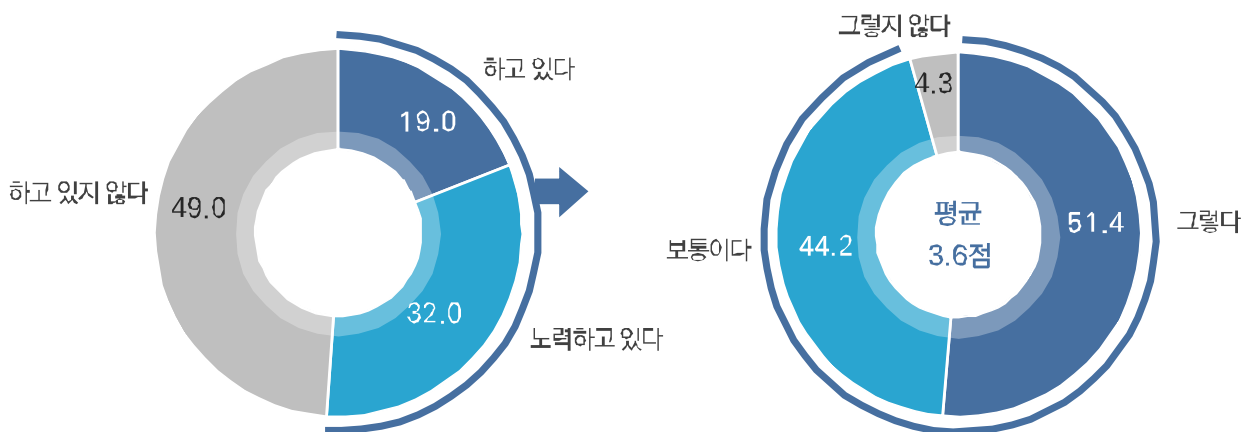 하고 있다
19.0
하고 있지 않다
49.0
32.0
노력하고 있다
그렇지 않다
4.3
평균
3.6점
51.4
그렇다
보통이다
44.2